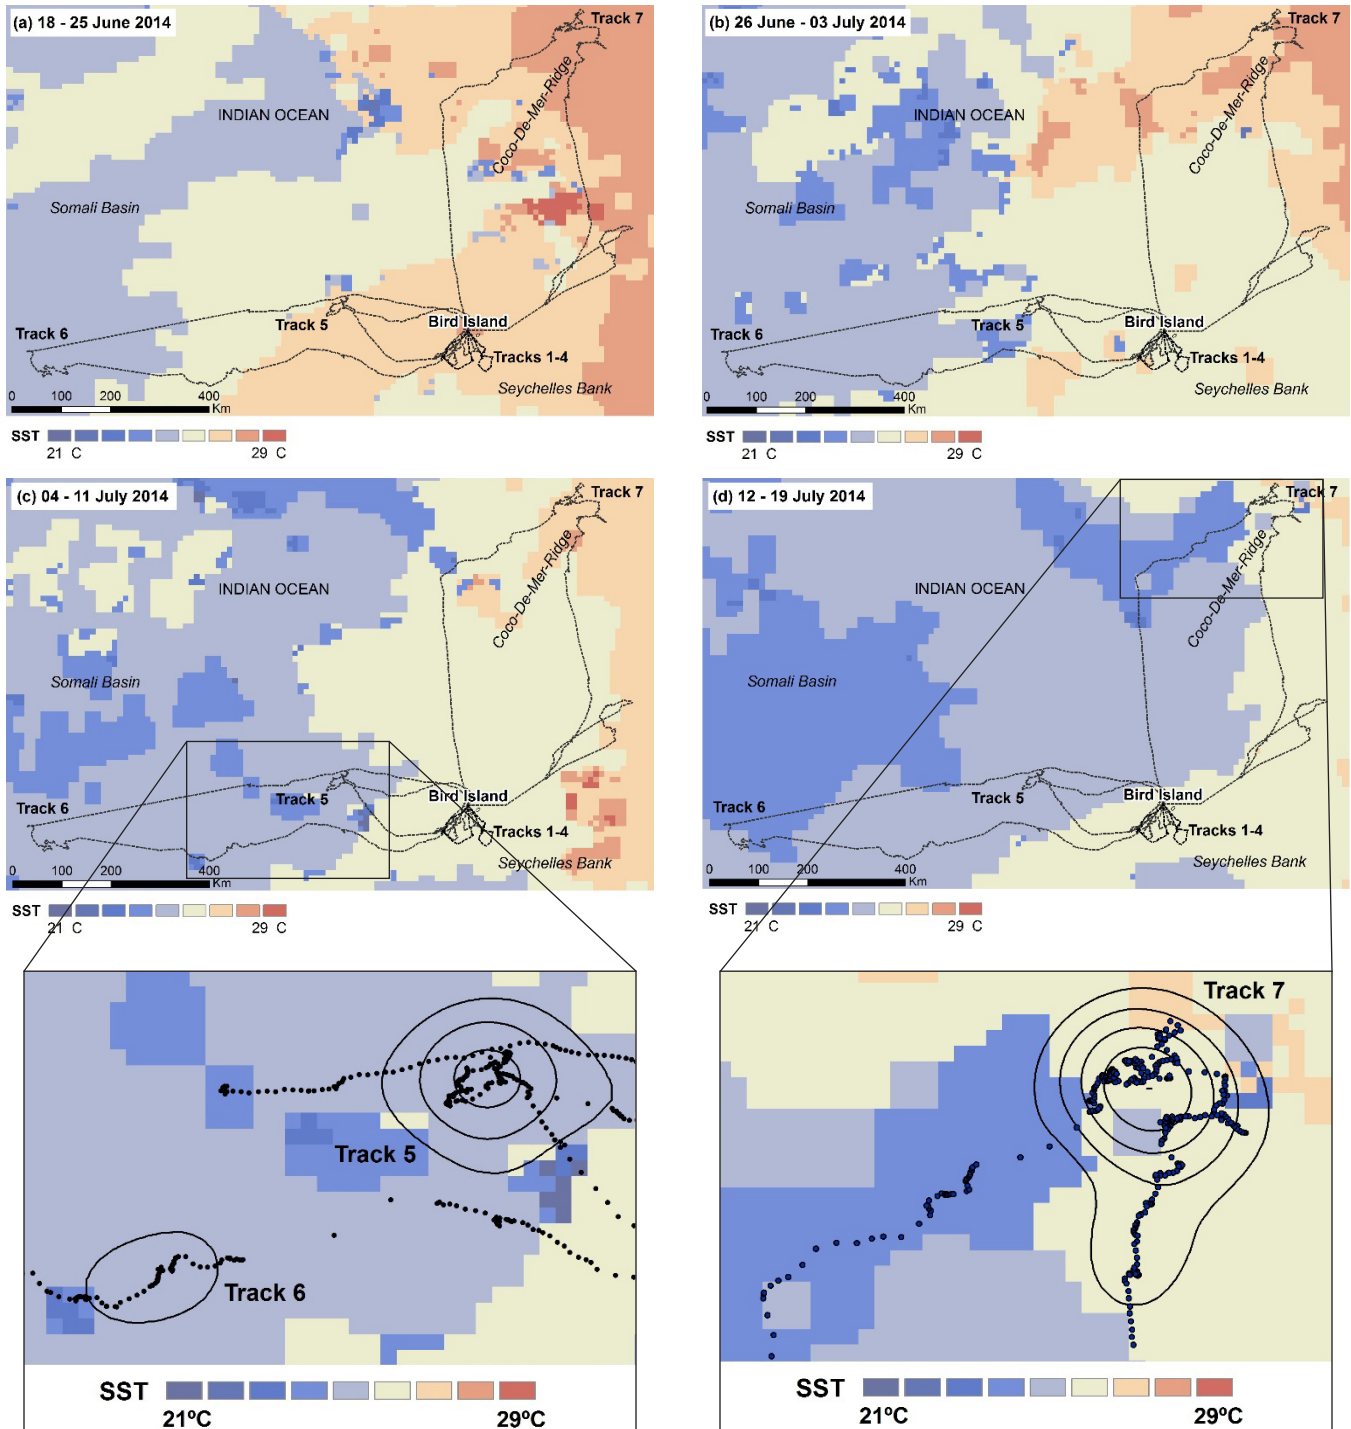 (a) 18 - 25 June 2014
Track 7
INDIAN OCEAN
Coco-De-Mer-Ridge
Somali Basin
Track 6
Track 5
Bird Island
Tracks 1-4
Seychelles Bank
0 100 200 400
Km
SST
21 C 29 C
(b) 26 June - 03 July 2014
Track 7
INDIAN OCEAN
Coco-De-Mer-Ridge
Somali Basin
Track 6
Track 5
Bird Island
Tracks 1-4
Seychelles Bank
0 100 200 400
Km
SST
21 C 29 C
(c) 04 - 11 July 2014
Track 7
INDIAN OCEAN
Coco-De-Mer-Ridge
Somali Basin
Track 6
Track 5
Bird Island
Tracks 1-4
Seychelles Bank
0 100 200 400
Km
SST
21 C 29 C
(d) 12 - 19 July 2014
Track 7
INDIAN OCEAN
Coco-De-Mer-Ridge
Somali Basin
Track 6
Track 5
Bird Island
Tracks 1-4
Seychelles Bank
0 100 200 400
Km
SST
21 C 29 C
Track 5
Track 6
SST
21ºC 29ºC
Track 7
SST
21ºC 29ºC